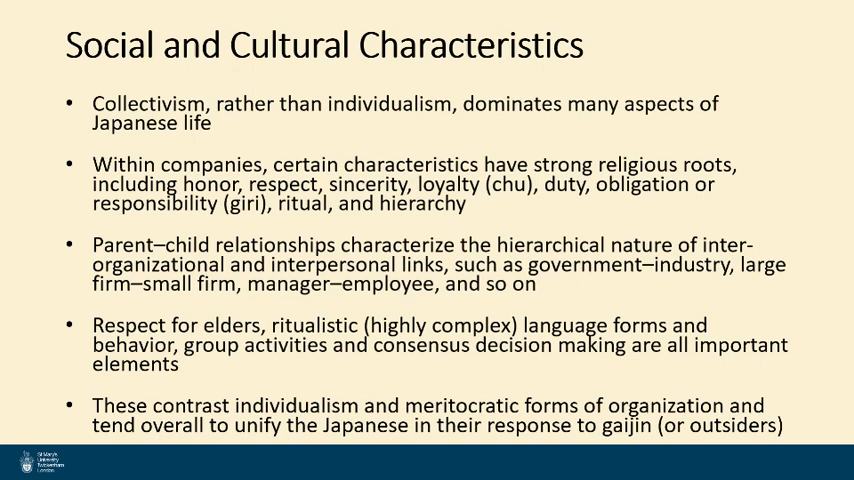 Social and Cultural Characteristics
• Collectivism, rather than individualism, dominates many aspects of
Japanese life
• Within companies, certain characteristics have strong religious roots,
including honor, respect, sincerity, loyalty (chu), duty, obligation or
responsibility (giri), ritual, and hierarchy
• Parent–child relationships characterize the hierarchical nature of inter-
organizational and interpersonal links, such as government–industry, large
firm–small firm, manager–employee, and so on
• Respect for elders, ritualistic (highly complex) language forms and
behavior, group activities and consensus decision making are all important
elements
• These contrast individualism and meritocratic forms of organization and
tend overall to unify the Japanese in their response to gaijin (or outsiders)
St Mary's
University
Twickenham
London